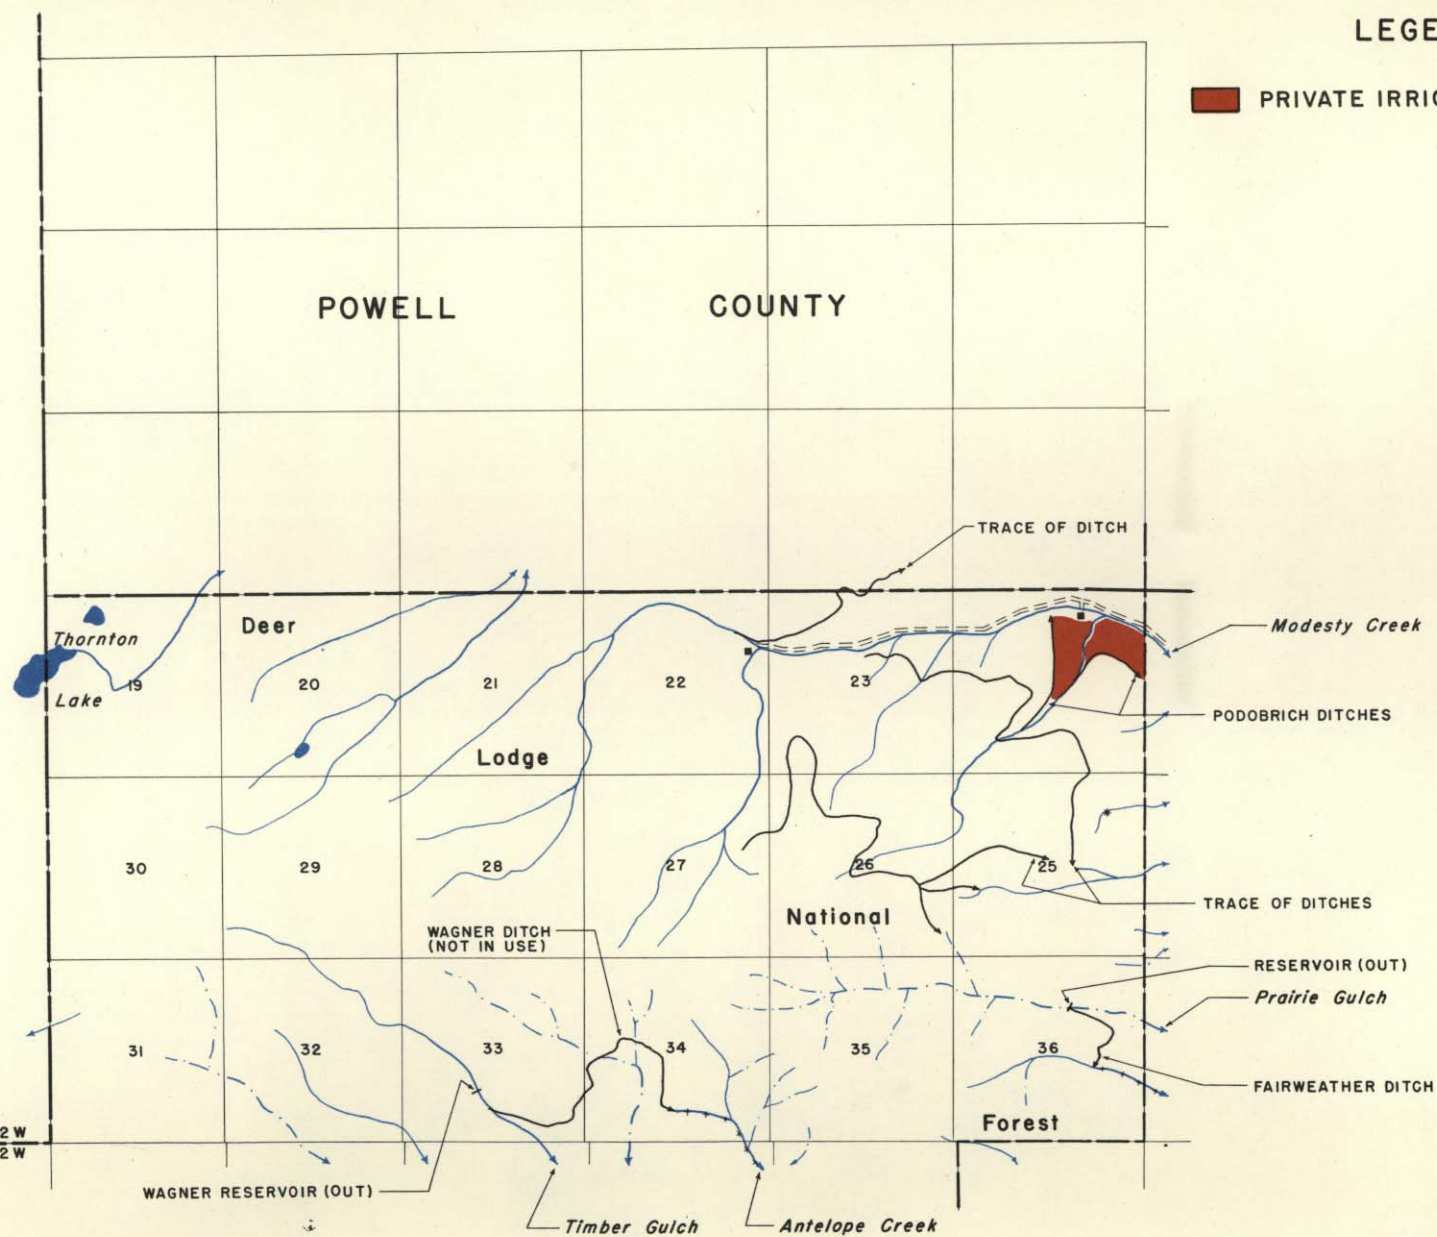 LEGE
PRIVATE IRRIG
POWELL COUNTY
TRACE OF DITCH
Deer
Thornton
Lake
Modesty Creek
19 20 21 22 23
PODOBRICH DITCHES
Lodge
30 29 28 27 26 25
TRACE OF DITCHES
National
WAGNER DITCH
(NOT IN USE)
RESERVOIR (OUT)
Prairie Gulch
31 32 33 34 35 36
FAIRWEATHER DITCH
Forest
2 W
2 W
WAGNER RESERVOIR (OUT)
Timber Gulch
Antelope Creek